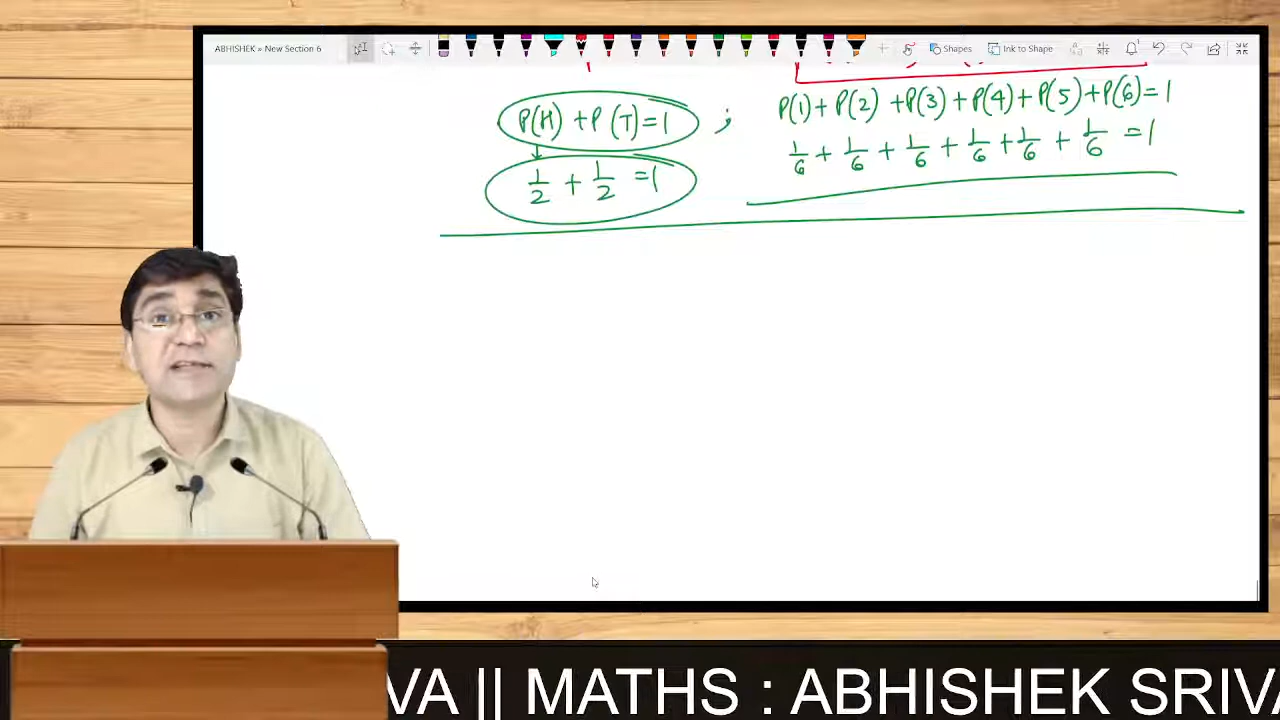 ABHISHEK » New Section 6
Shapes
Ink to Shape
P(H) + P(T) = 1 ;
1/2 + 1/2 = 1
P(1) + P(2) + P(3) + P(4) + P(5) + P(6) = 1
1/6 + 1/6 + 1/6 + 1/6 + 1/6 + 1/6 = 1
VA || MATHS : ABHISHEK SRIVA